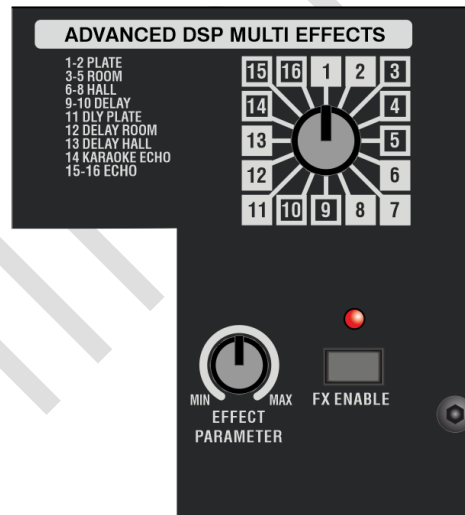 ADVANCED DSP MULTI EFFECTS
1-2 PLATE
3-5 ROOM
6-8 HALL
9-10 DELAY
11 DLY PLATE
12 DELAY ROOM
13 DELAY HALL
14 KARAOKE ECHO
15-16 ECHO
15 16 1 2 3
14 4
13 5
12 6
11 10 9 8 7
MIN MAX
EFFECT
PARAMETER
FX ENABLE